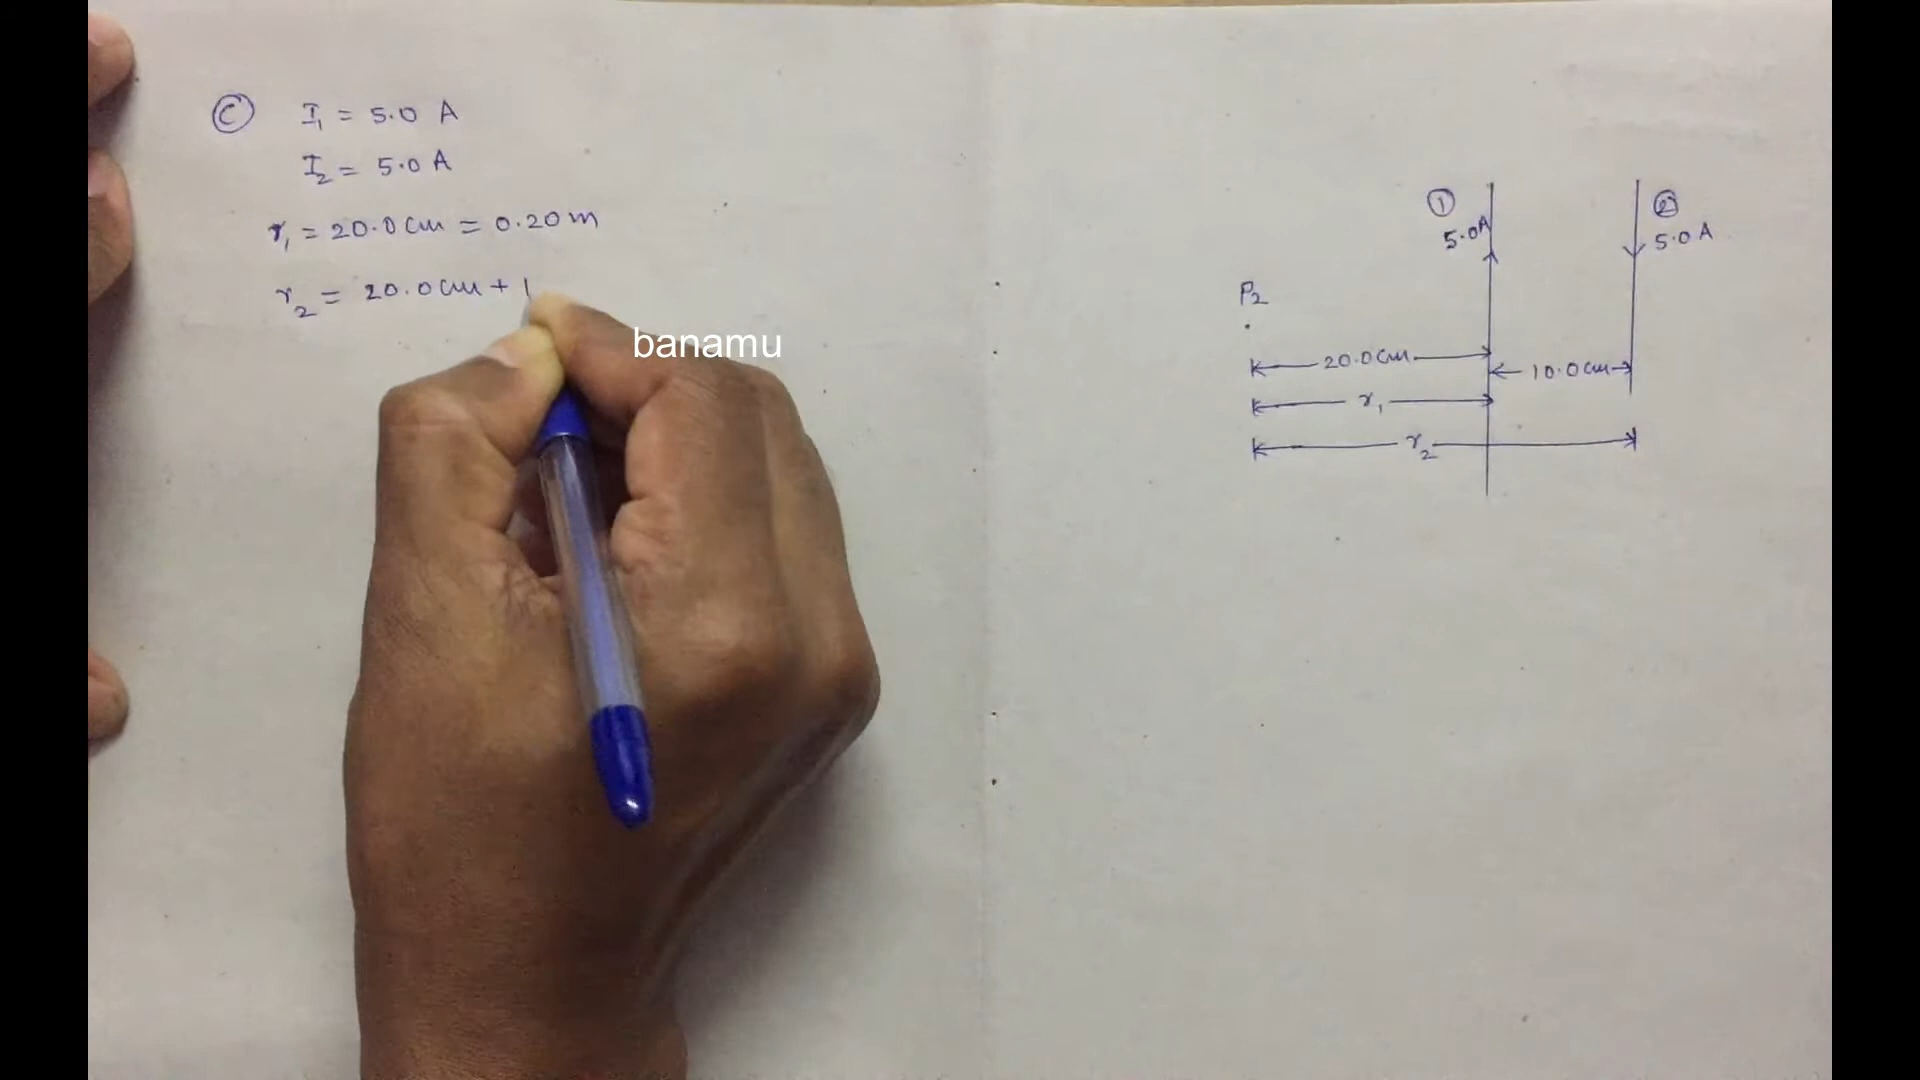 C I₁ = 5.0 A
I₂ = 5.0 A
r₁ = 20.0 cm = 0.20 m
r₂ = 20.0 cm + 1
banamu
1 2
5.0A 5.0 A
P₂
20.0 cm 10.0 cm
r₁
r₂